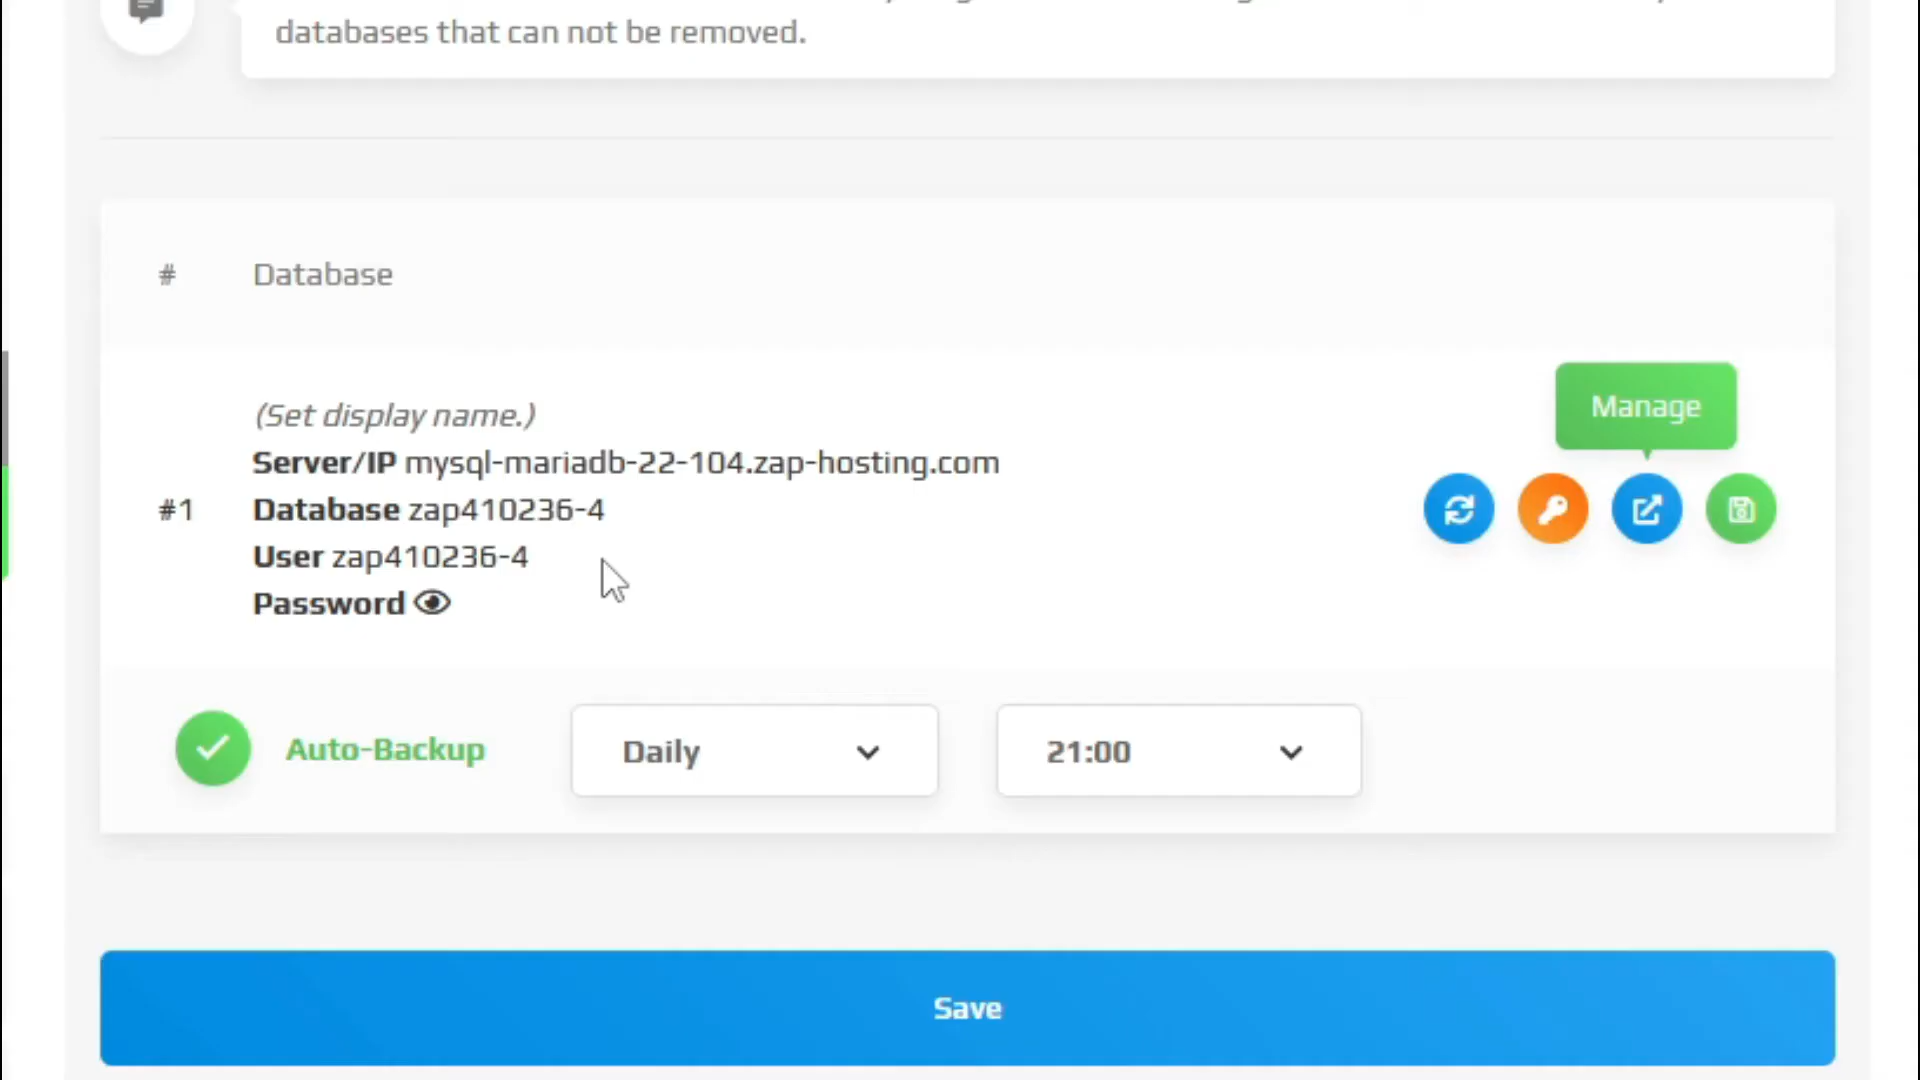 databases that can not be removed.
# Database
(Set display name.)
Manage
Server/IP mysql-mariadb-22-104.zap-hosting.com
#1 Database zap410236-4
User zap410236-4
Password
Auto-Backup Daily 21:00
Save